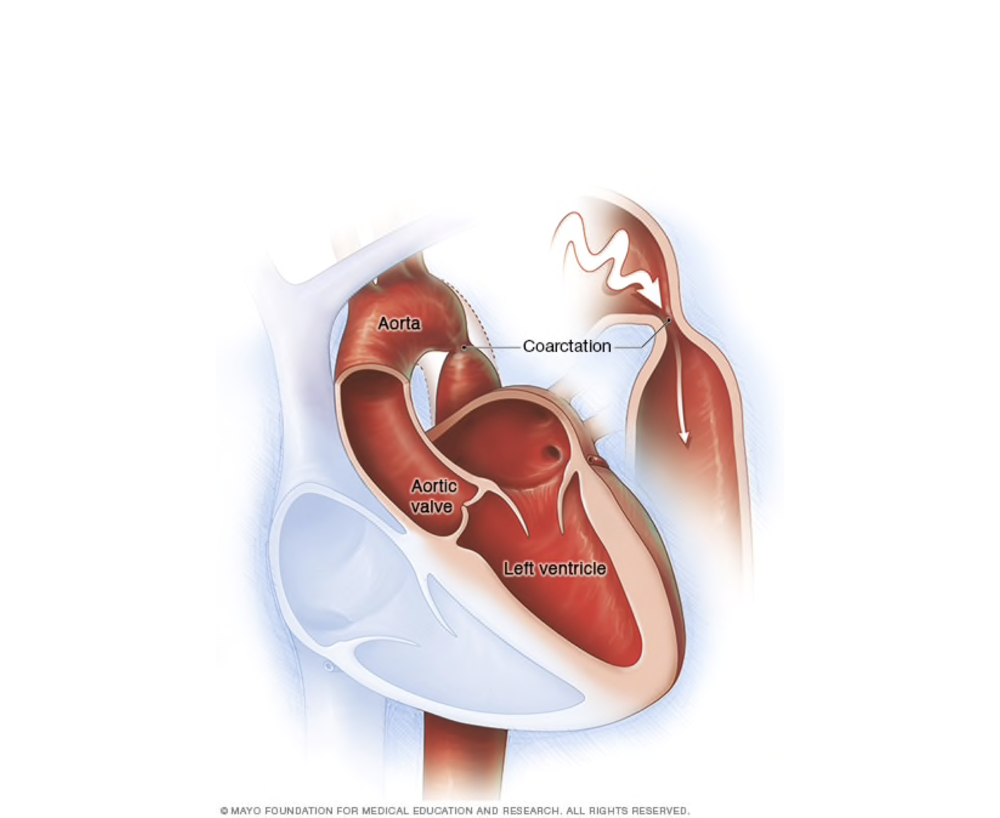 Aorta
Coarctation
Aortic
valve
Left ventricle
© MAYO FOUNDATION FOR MEDICAL EDUCATION AND RESEARCH. ALL RIGHTS RESERVED.